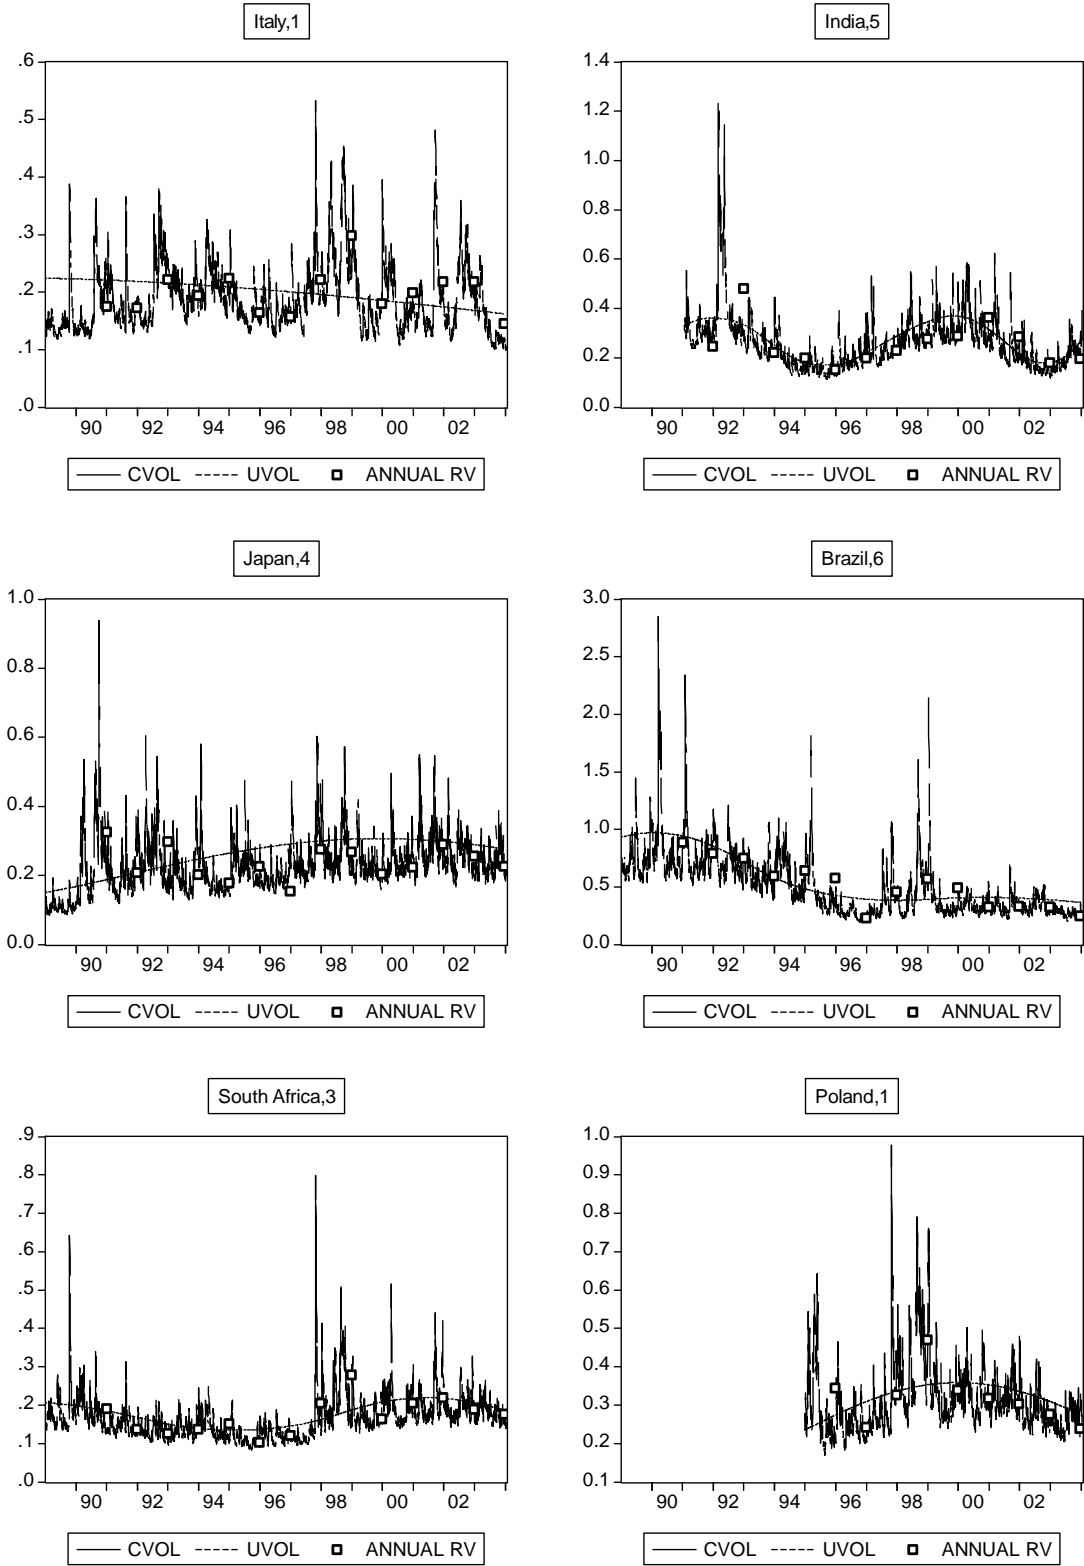 Italy,1
.6
.5
.4
.3
.2
.1
.0
90 92 94 96 98 00 02
CVOL UVOL ANNUAL RV
India,5
1.4
1.2
1.0
0.8
0.6
0.4
0.2
0.0
90 92 94 96 98 00 02
CVOL UVOL ANNUAL RV
Japan,4
1.0
0.8
0.6
0.4
0.2
0.0
90 92 94 96 98 00 02
CVOL UVOL ANNUAL RV
Brazil,6
3.0
2.5
2.0
1.5
1.0
0.5
0.0
90 92 94 96 98 00 02
CVOL UVOL ANNUAL RV
South Africa,3
.9
.8
.7
.6
.5
.4
.3
.2
.1
.0
90 92 94 96 98 00 02
CVOL UVOL ANNUAL RV
Poland,1
1.0
0.9
0.8
0.7
0.6
0.5
0.4
0.3
0.2
0.1
90 92 94 96 98 00 02
CVOL UVOL ANNUAL RV